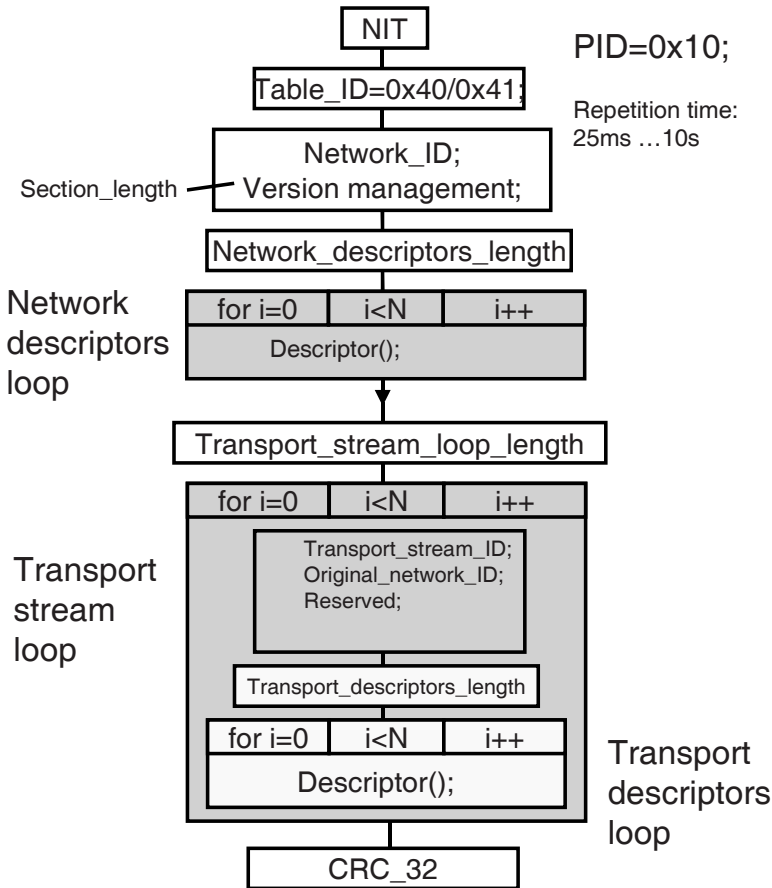 NIT
PID=0x10;
Table_ID=0x40/0x41;
Repetition time:
25ms …10s
Network_ID;
Section_length
Version management;
Network_descriptors_length
Network
descriptors
loop
for i=0 i<N i++
Descriptor();
Transport_stream_loop_length
for i=0 i<N i++
Transport_stream_ID;
Original_network_ID;
Reserved;
Transport
stream
loop
Transport_descriptors_length
for i=0 i<N i++
Descriptor();
Transport
descriptors
loop
CRC_32